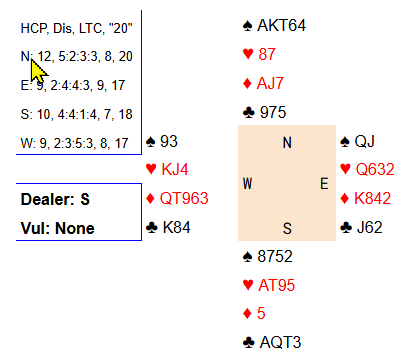 HCP, Dis, LTC, "20"
N: 12, 5:2:3:3, 8, 20
E: 9, 2:4:4:3, 9, 17
S: 10, 4:4:1:4, 7, 18
W: 9, 2:3:5:3, 8, 17
Dealer: S
Vul: None
♠ AKT64
♥ 87
♦ AJ7
♣ 975
♠ 93
♥ KJ4
♦ QT963
♣ K84
N
W E
S
♠ QJ
♥ Q632
♦ K842
♣ J62
♠ 8752
♥ AT95
♦ 5
♣ AQT3